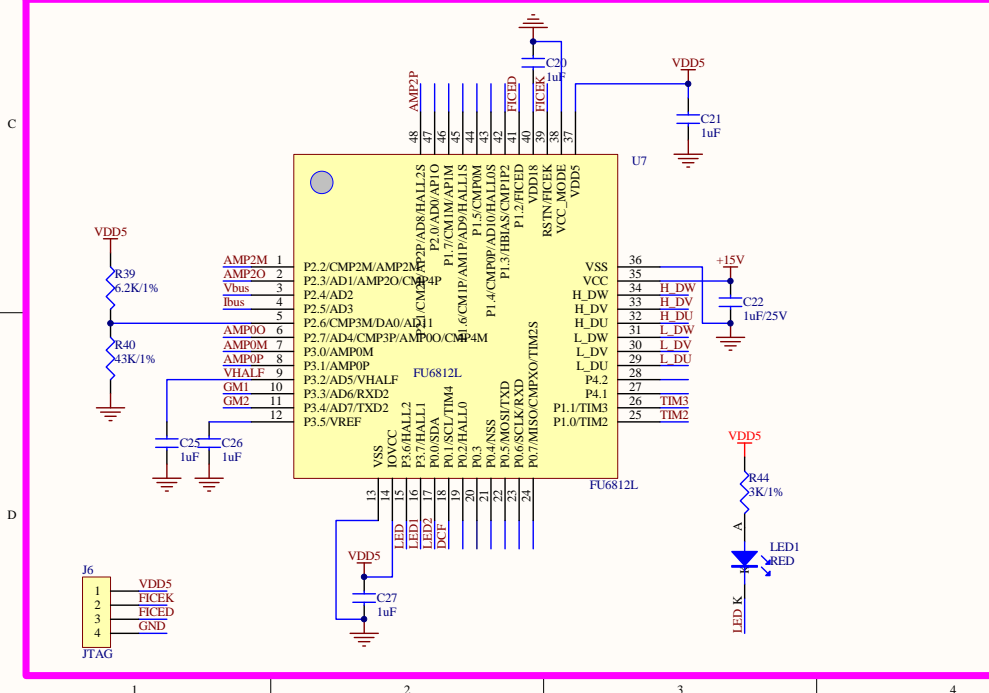 C20
1uF
AMP2P
FICED
FICEK
VDD5
C21
1uF
C
48
47
46
45
44
43
42
41
40
39
38
37
U7
P2.0/AD0/AP1O
P1.7/CM1M/AP1M
P1.6/CM1P/AM1P/AD9/HALL1S
P1.5/CMP0M
P1.4/CMP0P/AD10/HALL0S
P1.3/HBIAS/CMP1P2
P1.2/FICED
VDD18
RSTN/FICEK
VCC_MODE
VDD5
VDD5
R39
6.2K/1%
R40
43K/1%
AMP2M 1 P2.2/CMP2M/AMP2M
AMP2O 2 P2.3/AD1/AMP2O/CMP4P
Vbus 3 P2.4/AD2
Ibus 4 P2.5/AD3
5 P2.6/CMP3M/DA0/AD11
AMP0O 6 P2.7/AD4/CMP3P/AMP0O/CMP4M
AMP0M 7 P3.0/AMP0M
AMP0P 8 P3.1/AMP0P
VHALF 9 P3.2/AD5/VHALF
GM1 10 P3.3/AD6/RXD2
GM2 11 P3.4/AD7/TXD2
12 P3.5/VREF
FU6812L
VSS 36
VCC 35
H_DW 34 H_DW
H_DV 33 H_DV
H_DU 32 H_DU
L_DW 31 L_DW
L_DV 30 L_DV
L_DU 29 L_DU
P4.2 28
P4.1 27
P1.1/TIM3 26 TIM3
P1.0/TIM2 25 TIM2
+15V
C22
1uF/25V
C25
1uF
C26
1uF
VSS
IOVCC
P3.6/HALL2
P3.7/HALL1
P0.0/SDA
P0.1/SCL/TIM4
P0.2/HALL0
P0.3
P0.4/NSS
P0.5/MOSI/TXD
P0.6/SCLK/RXD
P0.7/MISO/CMPXO/TIM2S
FU6812L
13
14
15
16
17
18
19
20
21
22
23
24
LED
LED1
LED2
DCF
VDD5
C27
1uF
VDD5
R44
3K/1%
A
LED1
RED
K
LED
D
J6
1 VDD5
2 FICEK
3 FICED
4 GND
JTAG
1
2
3
4